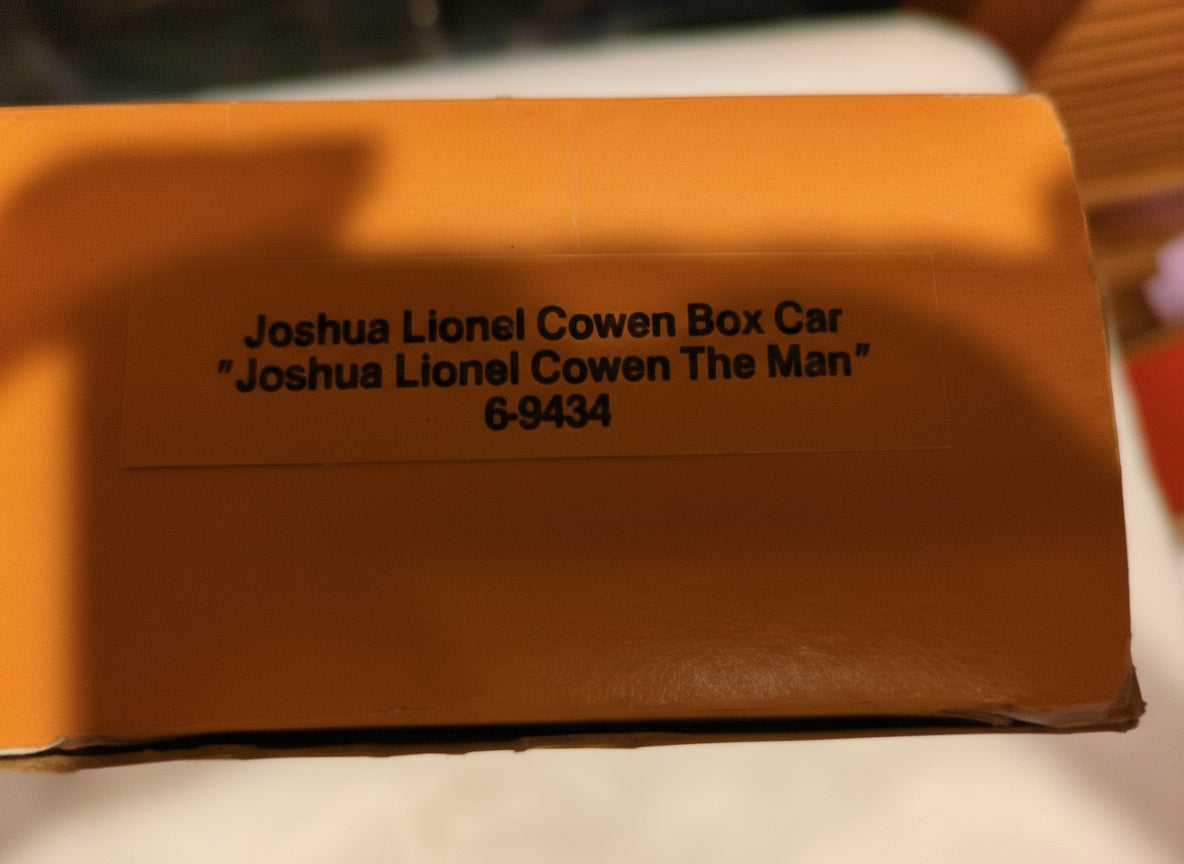 Joshua Lionel Cowen Box Car
"Joshua Lionel Cowen The Man"
6-9434